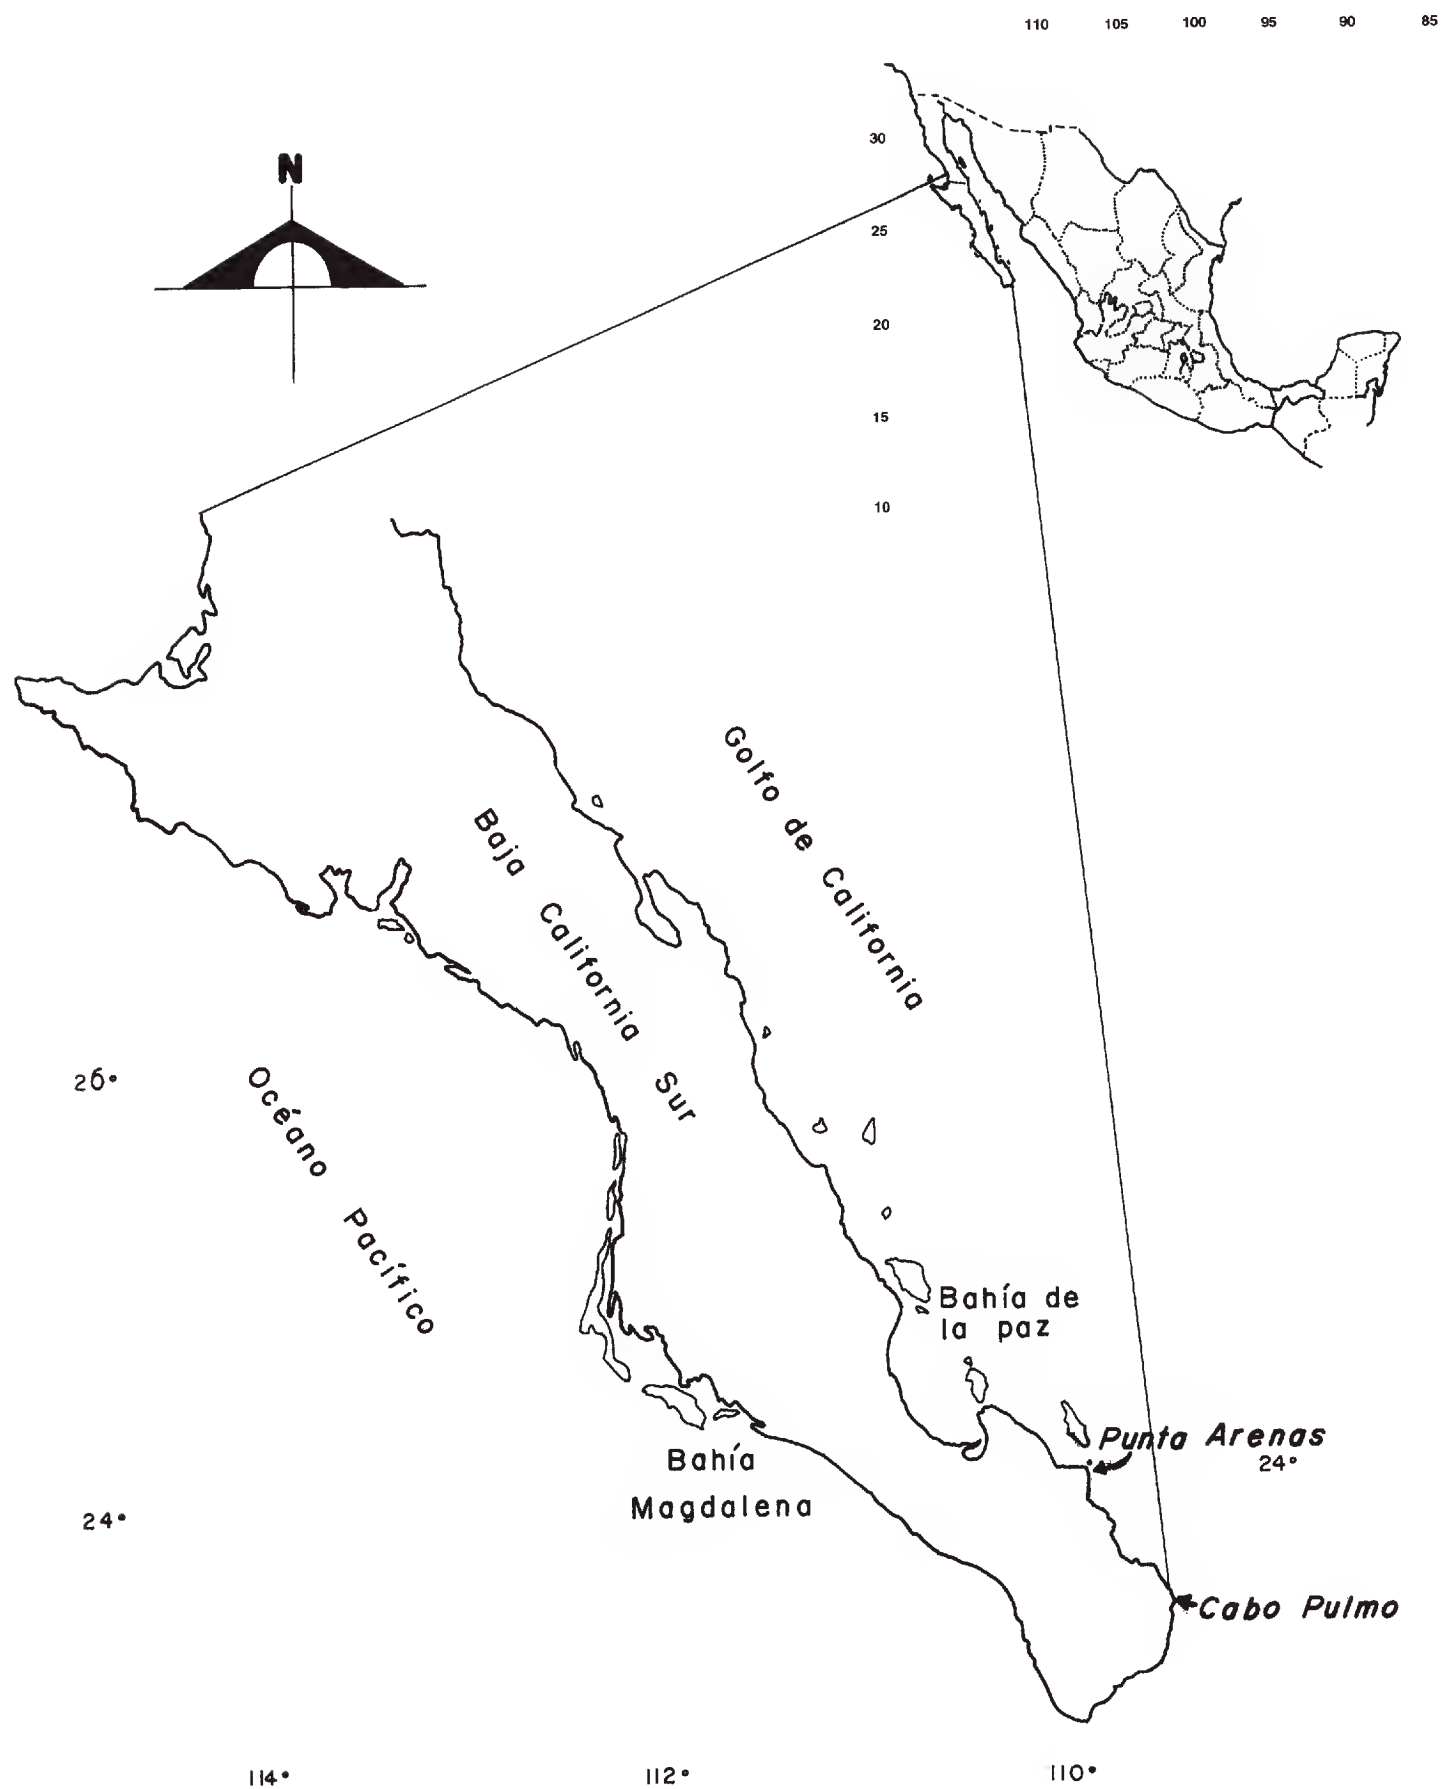 110 105 100 95 90 85
30
25
20
15
10
N
Golfo de California
Baja California Sur
Océano Pacífico
26°
Bahía de
la paz
Punta Arenas
24°
Bahía
Magdalena
24°
Cabo Pulmo
114° 112° 110°